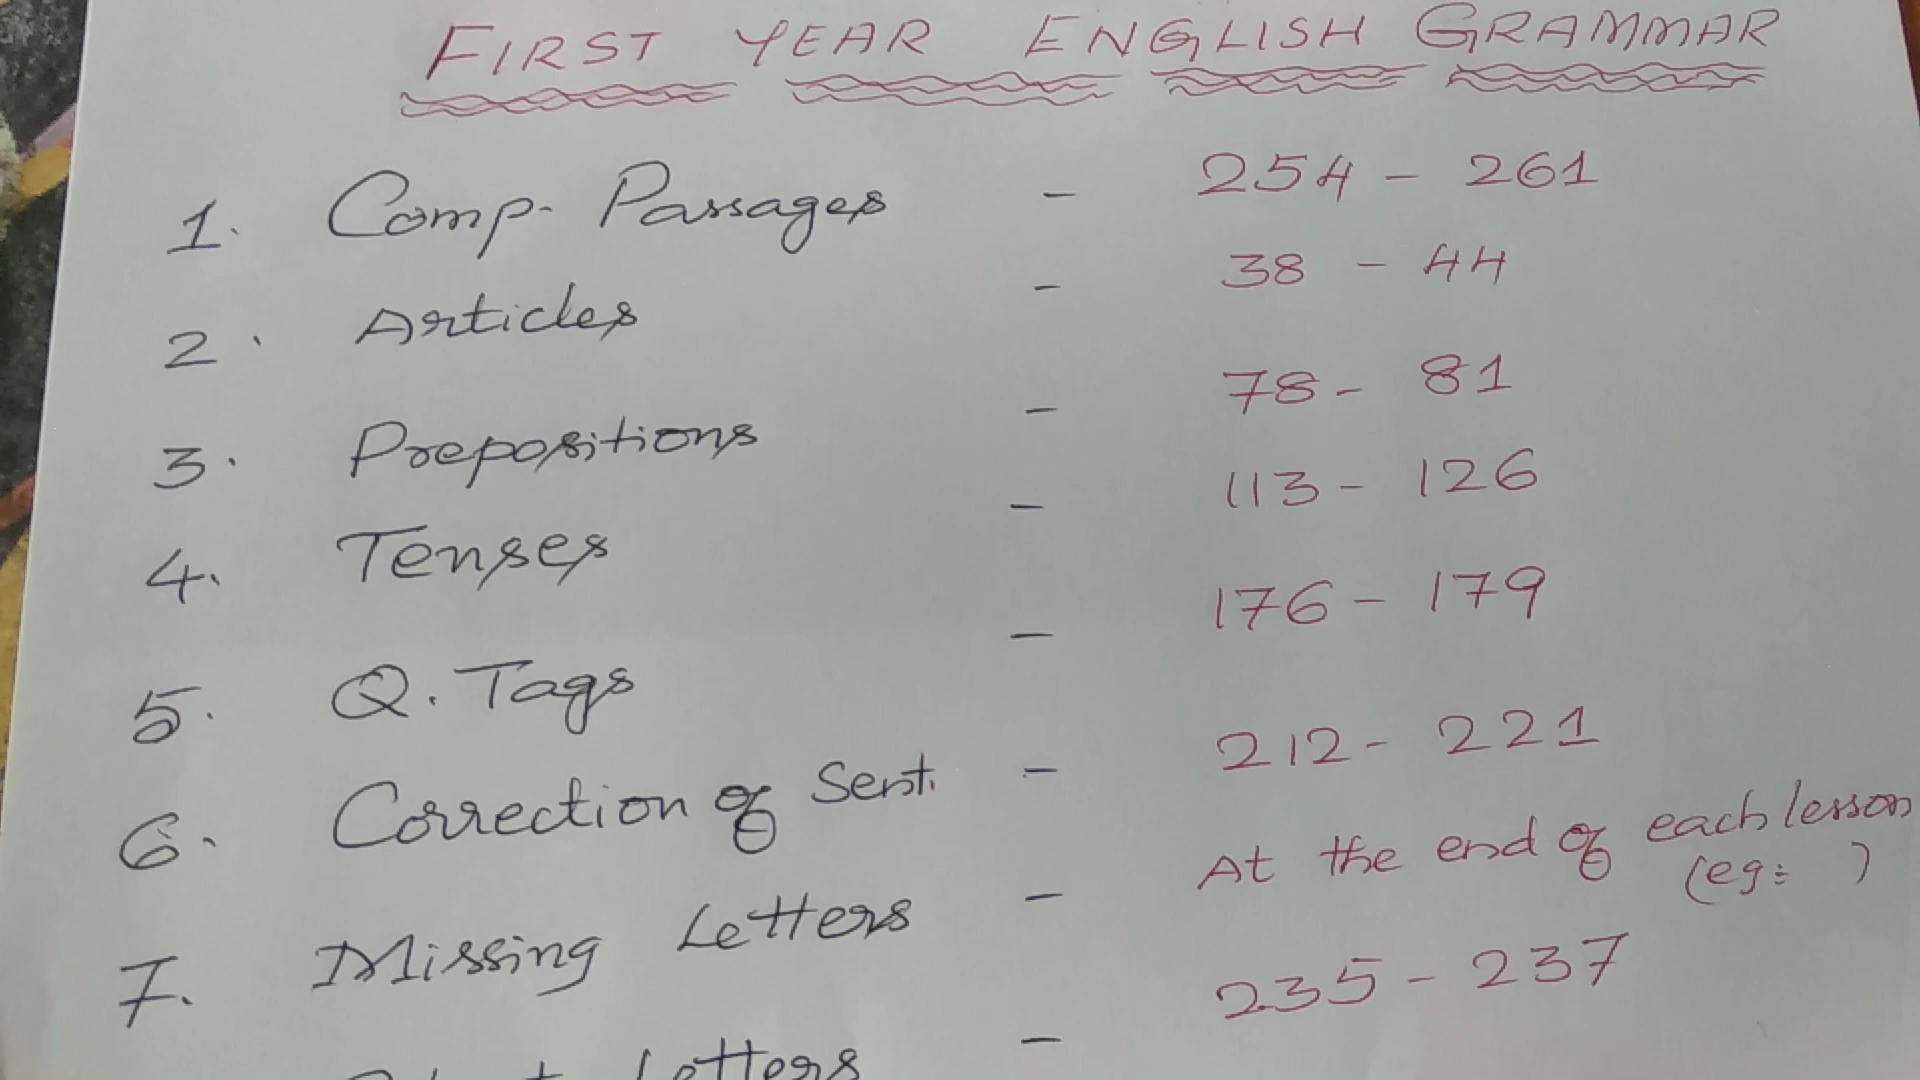 FIRST YEAR ENGLISH GRAMMAR
1. Comp. Passages - 254 - 261
2. Articles - 38 - 44
3. Prepositions - 78 - 81
4. Tenses - 113 - 126
5. Q. Tags - 176 - 179
6. Correction of Sent. - 212 - 221
7. Missing Letters - At the end of each lesson (eg: )
Letters - 235 - 237